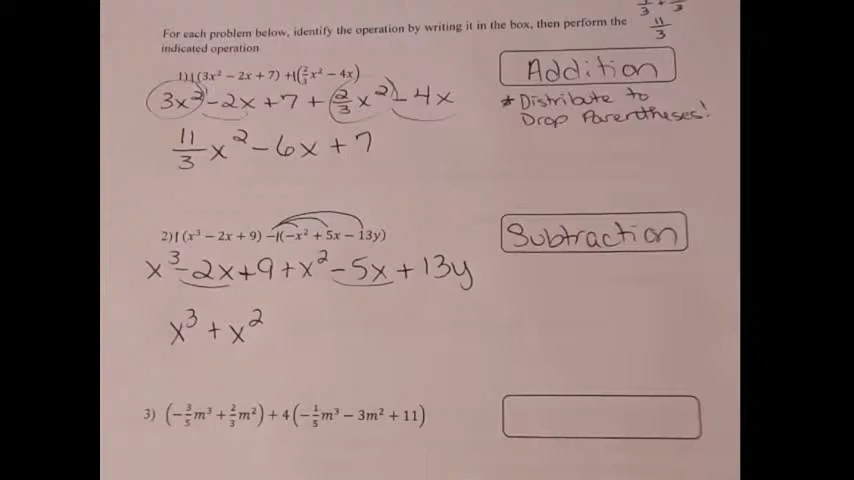 For each problem below, identify the operation by writing it in the box, then perform the
indicated operation
11/3
1) 1(3x² − 2x + 7) + 1(2/3x² − 4x)
Addition
3x² − 2x + 7 + 2/3x² − 4x
* Distribute to
Drop Parentheses!
11/3x² − 6x + 7
2) 1(x³ − 2x + 9) − 1(−x² + 5x − 13y)
Subtraction
x³ − 2x + 9 + x² − 5x + 13y
x³ + x²
3) (−3/5m³ + 2/3m²) + 4(−1/5m³ − 3m² + 11)